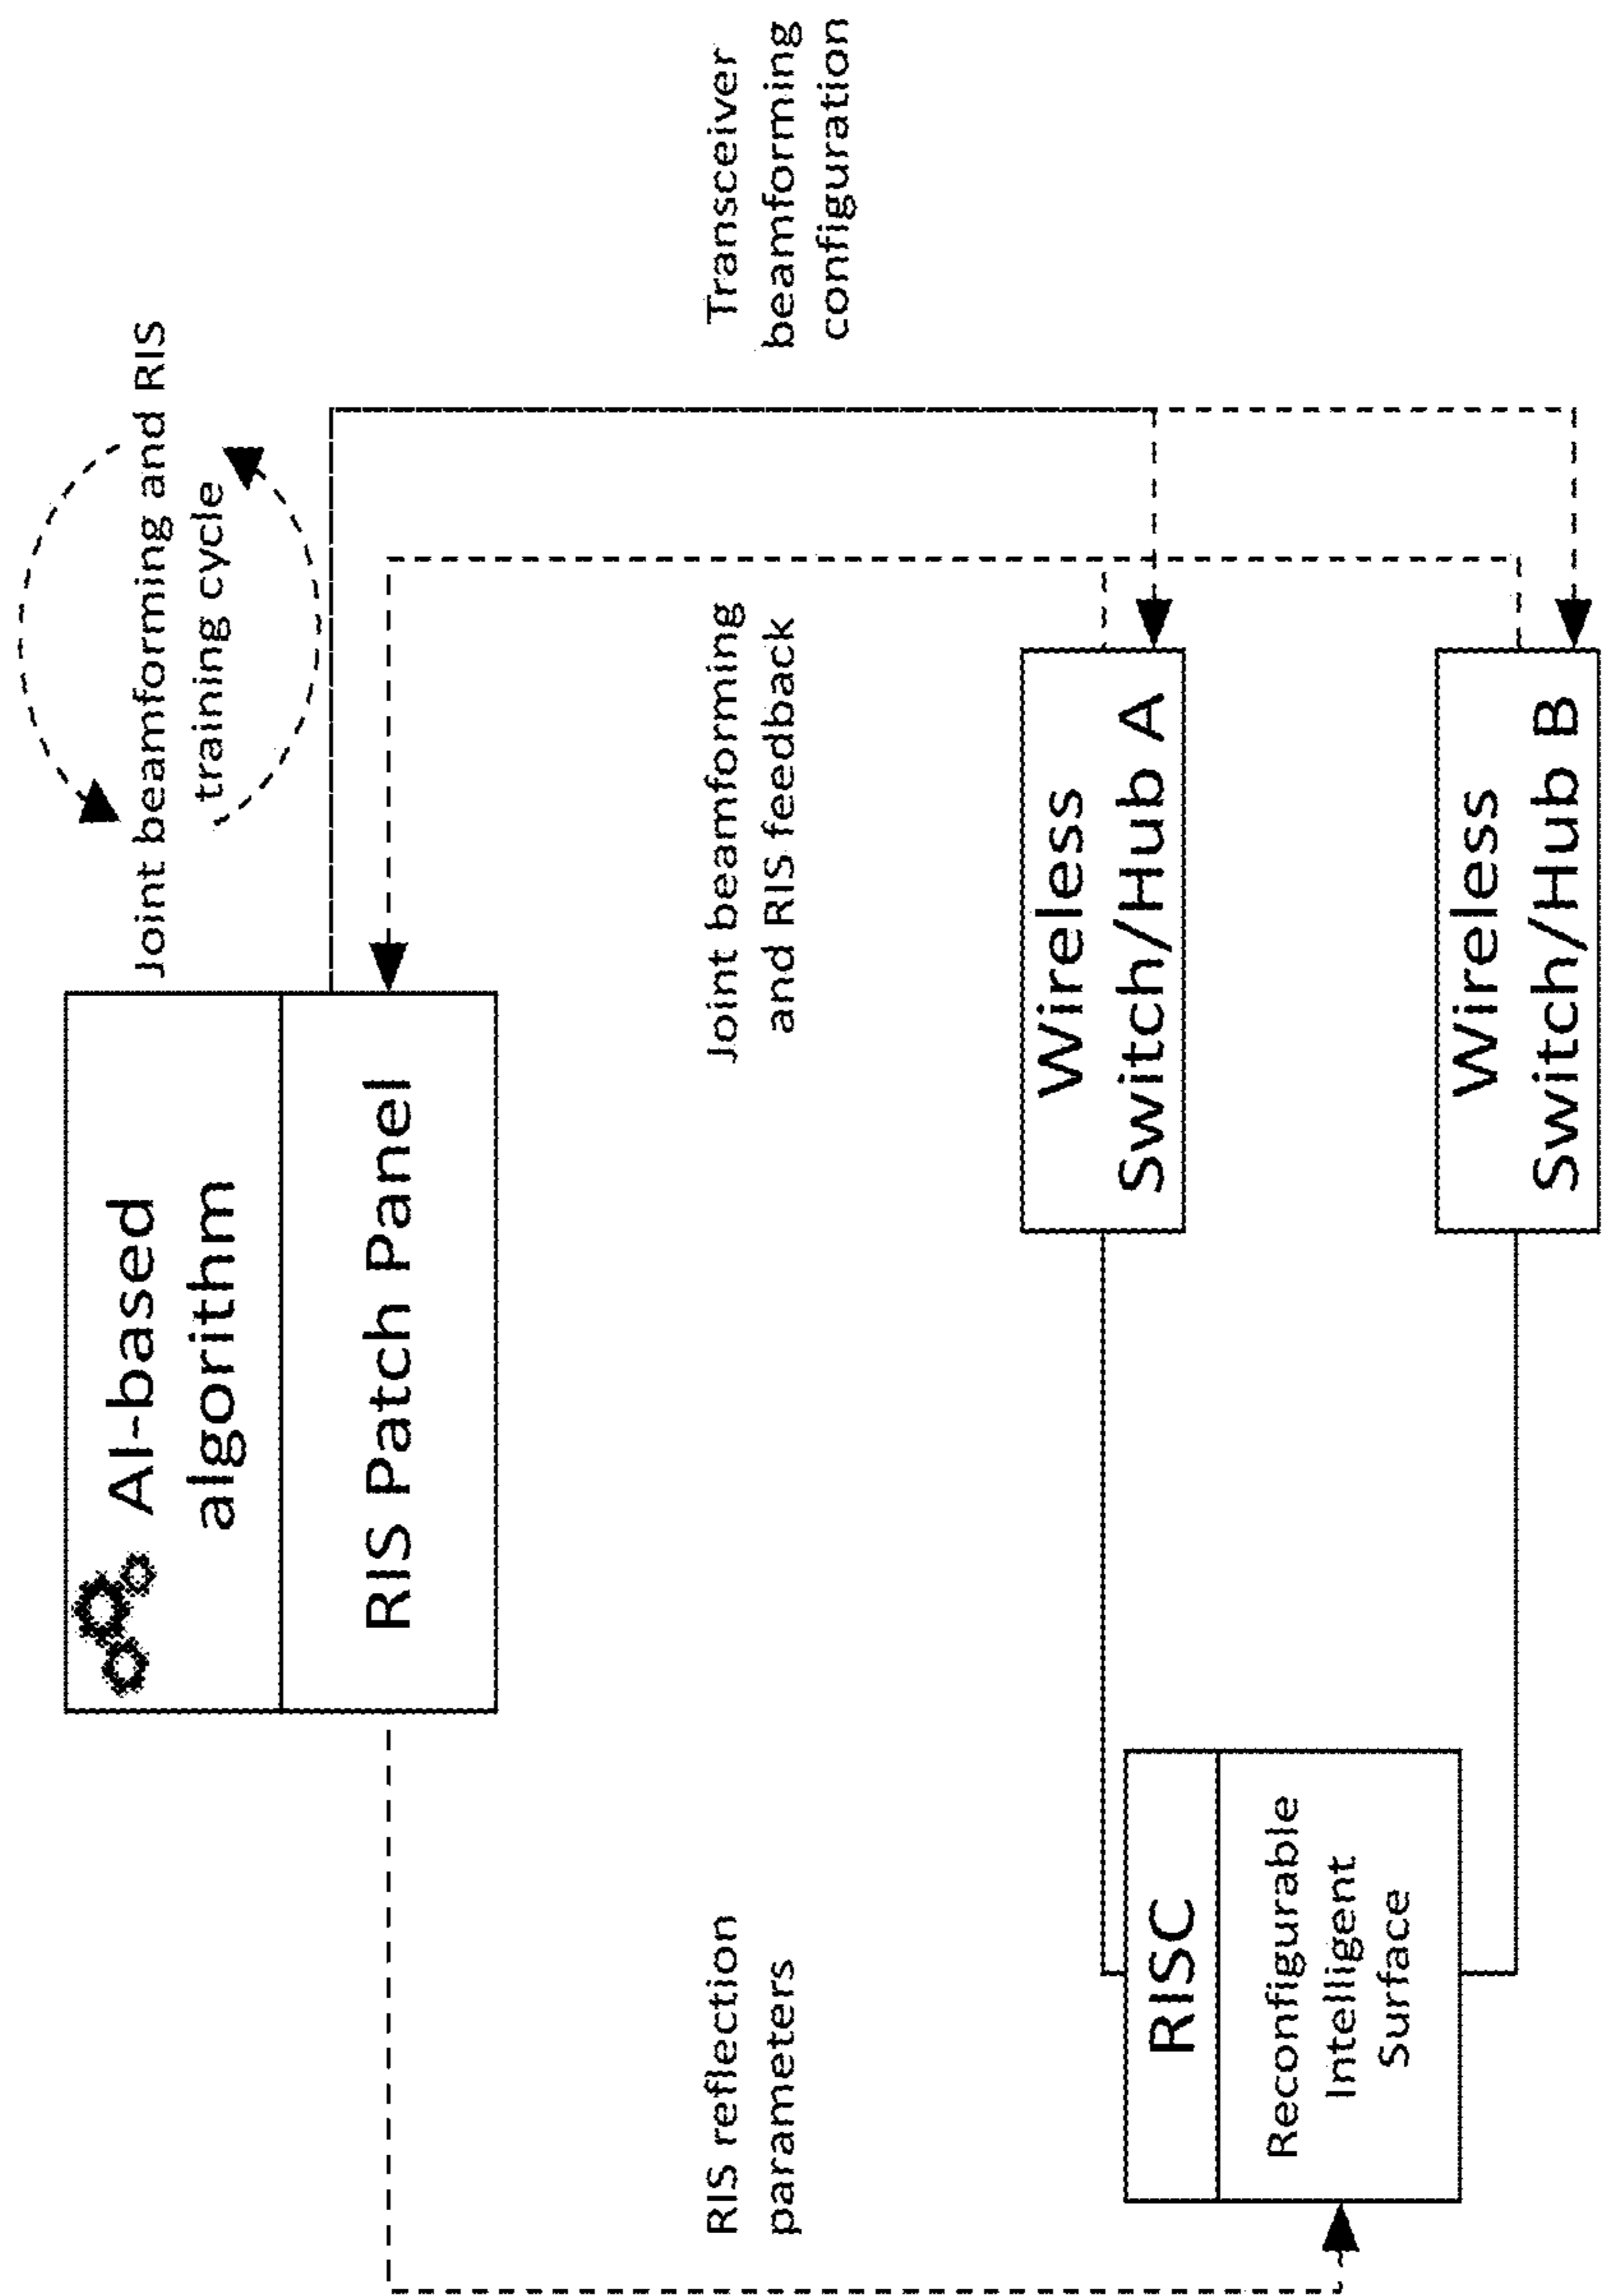 Joint beamforming and RIS
training cycle
AI-based
algorithm
RIS Patch Panel
RIS reflection
parameters
Joint beamforming
and RIS feedback
Transceiver
beamforming
configuration
RISC
Reconfigurable
Intelligent
Surface
Wireless
Switch/Hub A
Wireless
Switch/Hub B